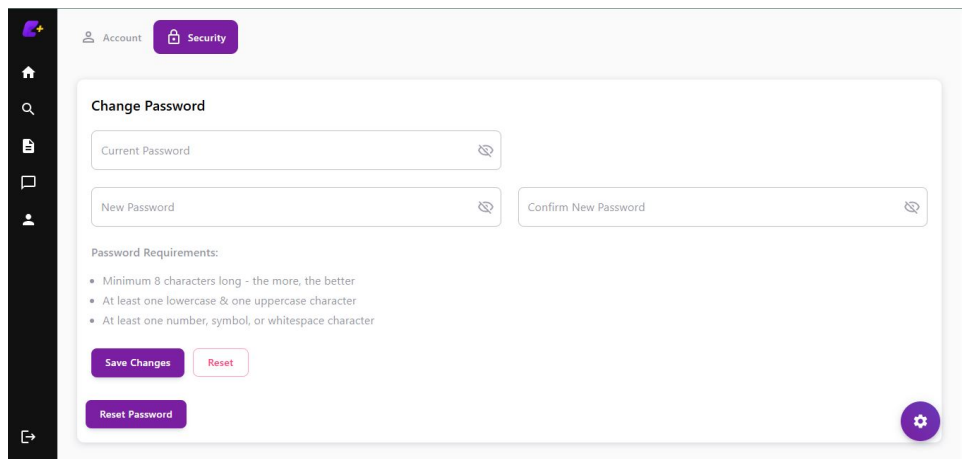 Account
Security
Change Password
Current Password
New Password
Confirm New Password
Password Requirements:
Minimum 8 characters long - the more, the better
At least one lowercase & one uppercase character
At least one number, symbol, or whitespace character
Save Changes
Reset
Reset Password